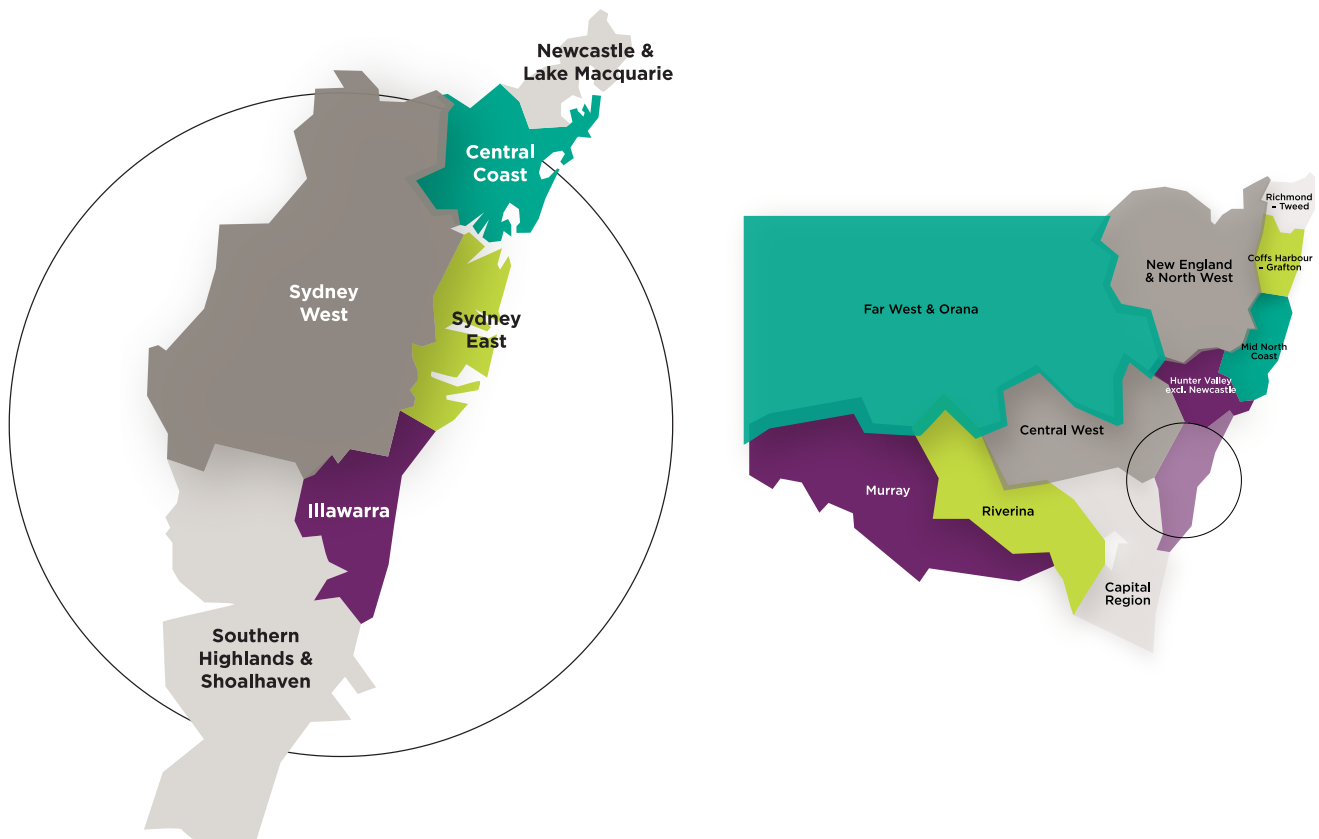 Newcastle &
Lake Macquarie
Central
Coast
Sydney
West
Sydney
East
Illawarra
Southern
Highlands &
Shoalhaven
Richmond
– Tweed
Coffs Harbour
– Grafton
New England
& North West
Far West & Orana
Mid North
Coast
Hunter Valley
excl. Newcastle
Central West
Murray
Riverina
Capital
Region